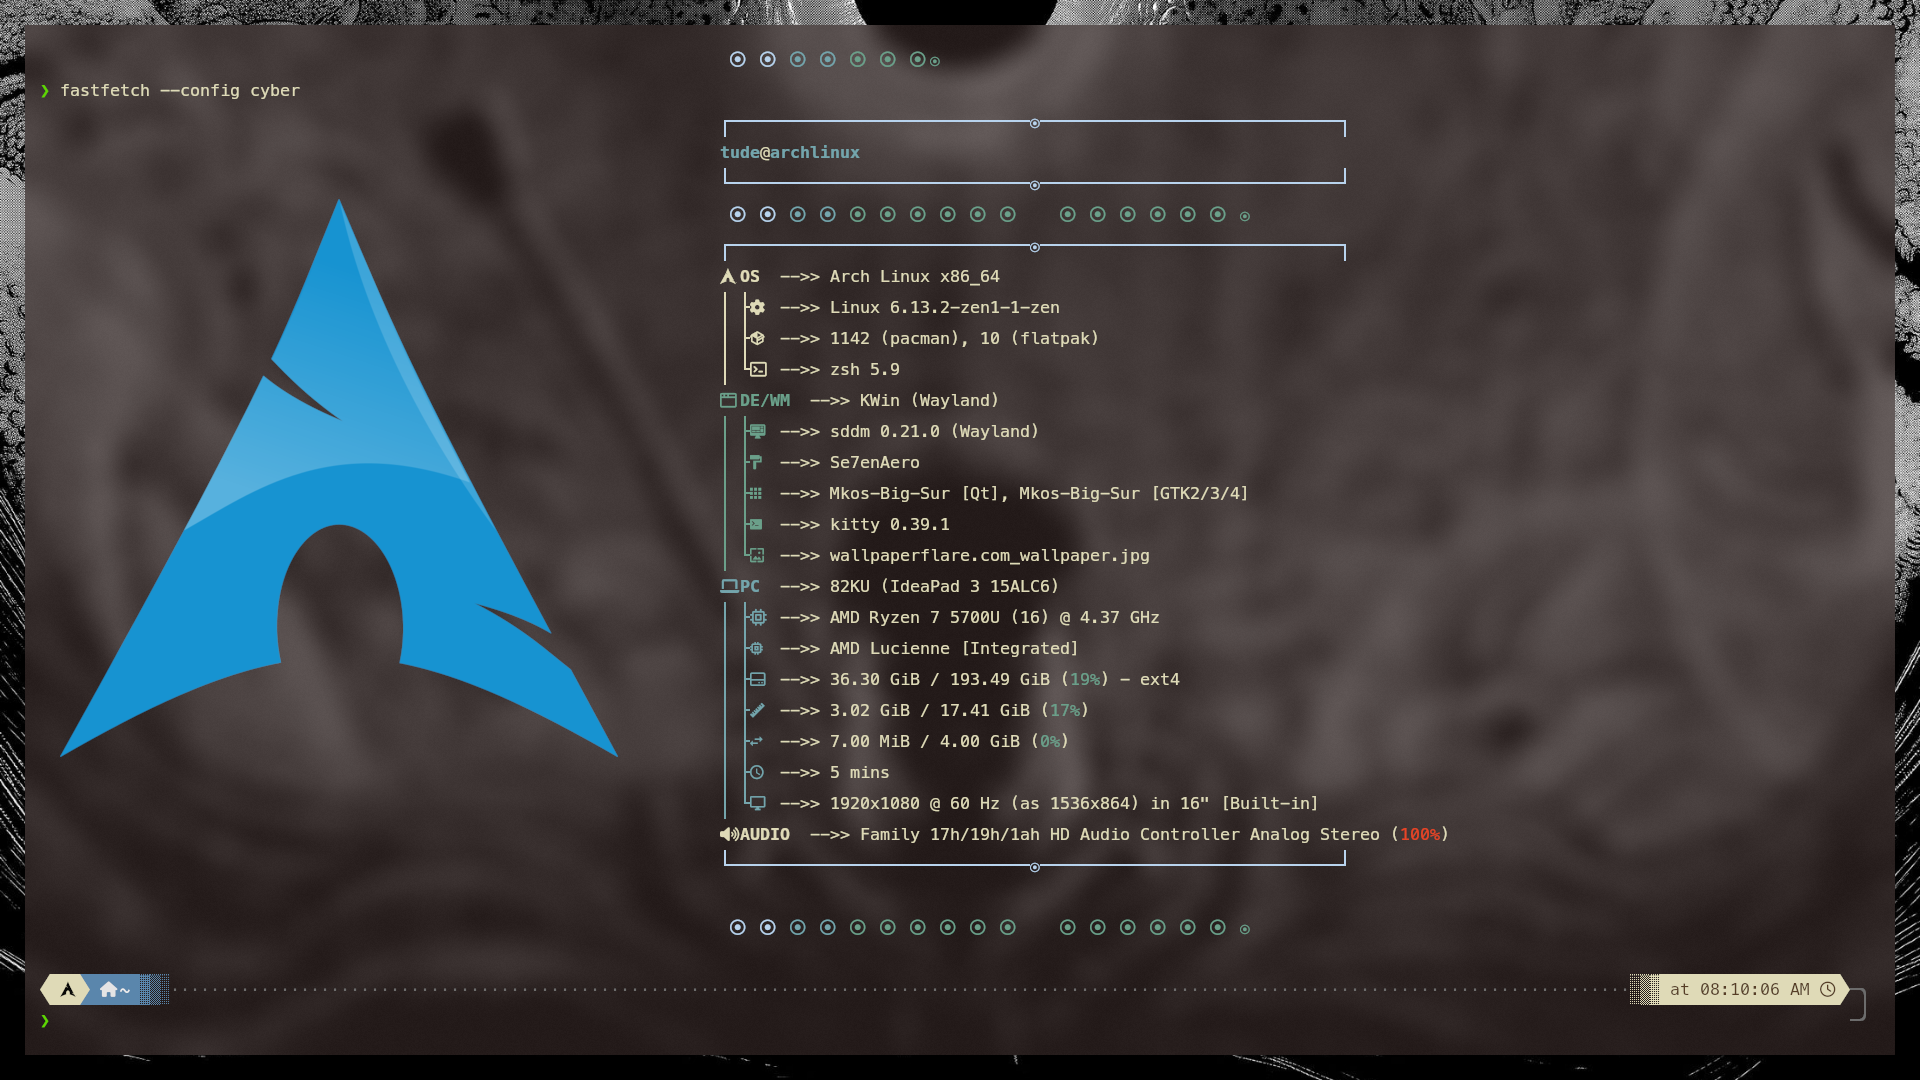 ❯ fastfetch --config cyber
tude@archlinux
OS -->> Arch Linux x86_64
-->> Linux 6.13.2-zen1-1-zen
-->> 1142 (pacman), 10 (flatpak)
-->> zsh 5.9
DE/WM -->> KWin (Wayland)
-->> sddm 0.21.0 (Wayland)
-->> Se7enAero
-->> Mkos-Big-Sur [Qt], Mkos-Big-Sur [GTK2/3/4]
-->> kitty 0.39.1
-->> wallpaperflare.com_wallpaper.jpg
PC -->> 82KU (IdeaPad 3 15ALC6)
-->> AMD Ryzen 7 5700U (16) @ 4.37 GHz
-->> AMD Lucienne [Integrated]
-->> 36.30 GiB / 193.49 GiB (19%) - ext4
-->> 3.02 GiB / 17.41 GiB (17%)
-->> 7.00 MiB / 4.00 GiB (0%)
-->> 5 mins
-->> 1920x1080 @ 60 Hz (as 1536x864) in 16" [Built-in]
AUDIO -->> Family 17h/19h/1ah HD Audio Controller Analog Stereo (100%)
~ at 08:10:06 AM
❯